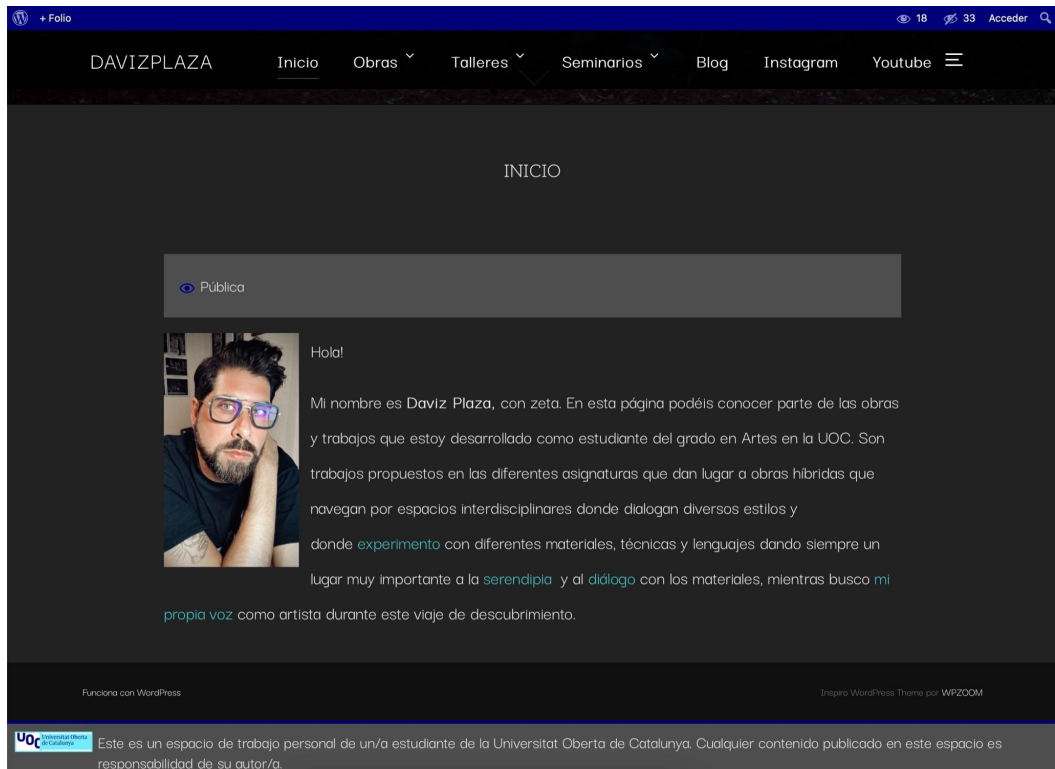 + Folio
18
33
Acceder
DAVIZPLAZA
Inicio
Obras
Talleres
Seminarios
Blog
Instagram
Youtube
INICIO
Pública
Hola!
Mi nombre es Daviz Plaza, con zeta. En esta página podéis conocer parte de las obras
y trabajos que estoy desarrollado como estudiante del grado en Artes en la UOC. Son
trabajos propuestos en las diferentes asignaturas que dan lugar a obras híbridas que
navegan por espacios interdisciplinares donde dialogan diversos estilos y
donde experimento con diferentes materiales, técnicas y lenguajes dando siempre un
lugar muy importante a la serendipia y al diálogo con los materiales, mientras busco mi
propia voz como artista durante este viaje de descubrimiento.
Funciona con WordPress
Inspiro WordPress Theme por WPZOOM
UOC Universitat Oberta
de Catalunya
Este es un espacio de trabajo personal de un/a estudiante de la Universitat Oberta de Catalunya. Cualquier contenido publicado en este espacio es
responsabilidad de su autor/a.